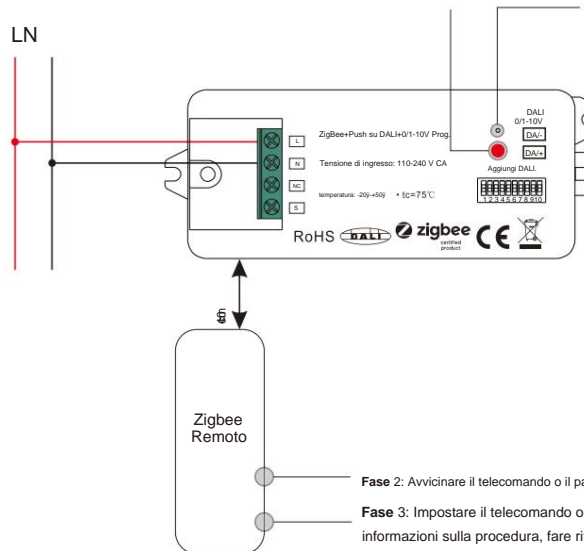 LN
DALI
0/1-10V
ZigBee+Push su DALI+0/1-10V Prog.
L
DA/-
N
Tensione di ingresso: 110-240 V CA
DA/+
Aggiungi DALI.
NC
temperatura: -20ÿ-+50ÿ • tc=75℃
1 2 3 4 5 6 7 8 9 10
S
RoHS
DALI
zigbee
certified
product
CE
Zigbee
Remoto
Fase 2: Avvicinare il telecomando o il
Fase 3: Impostare il telecomando o
informazioni sulla procedura, fare